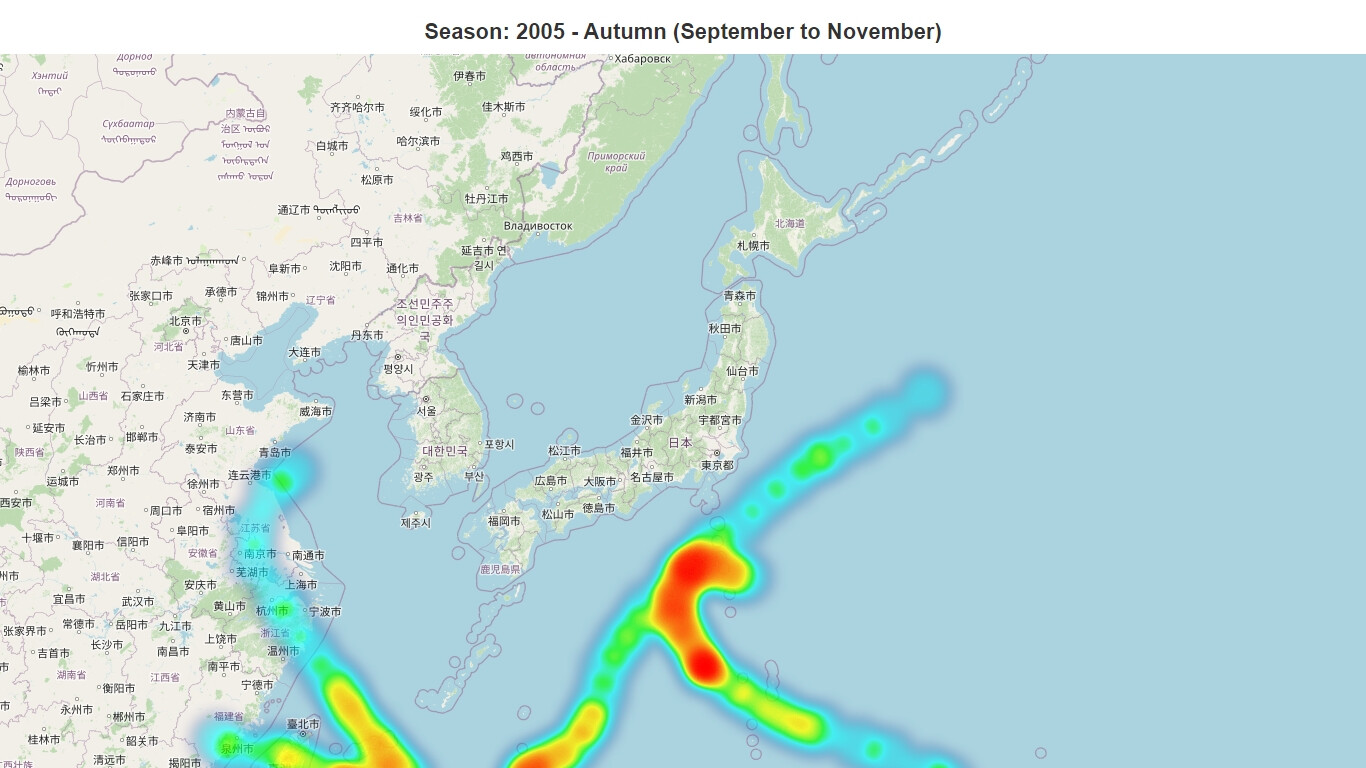 Season: 2005 - Autumn (September to November)
Дорнод
автономная
область
Хабаровск
Хэнтий
伊春市
齐齐哈尔市
绥化市
佳木斯市
内蒙古自
治区
Сүхбаатар
哈尔滨市
白城市
鸡西市
Приморский
край
松原市
Дорноговь
牡丹江市
通辽市
吉林省
北海道
Владивосток
四平市
札幌市
延吉市 연
길시
赤峰市
阜新市
沈阳市
通化市
张家口市
承德市
锦州市
辽宁省
青森市
조선민주주
의인민공화
국
呼和浩特市
北京市
秋田市
丹东市
唐山市
河北省
大连市
天津市
忻州市
榆林市
평양시
仙台市
山西省
石家庄市
东营市
吕梁市
新潟市
서울
威海市
济南市
金沢市
宇都宮市
延安市
山东省
长治市
邯郸市
日本
포항시
泰安市
青岛市
대한민국
松江市
福井市
陕西省
東京都
郑州市
连云港市
광주
부산
名古屋市
运城市
徐州市
広島市
大阪市
西安市
河南省
周口市
宿州市
徳島市
松山市
제주시
福岡市
江苏省
阜阳市
十堰市
襄阳市
信阳市
安徽省
南京市
南通市
鹿児島県
芜湖市
湖北省
安庆市
上海市
宜昌市
武汉市
黄山市
杭州市
宁波市
常德市
岳阳市
九江市
张家界市
浙江省
上饶市
长沙市
吉首市
南昌市
温州市
南平市
湖南省
江西省
宁德市
衡阳市
永州市
郴州市
福建省
臺北市
桂林市
韶关市
泉州市
清远市
揭阳市